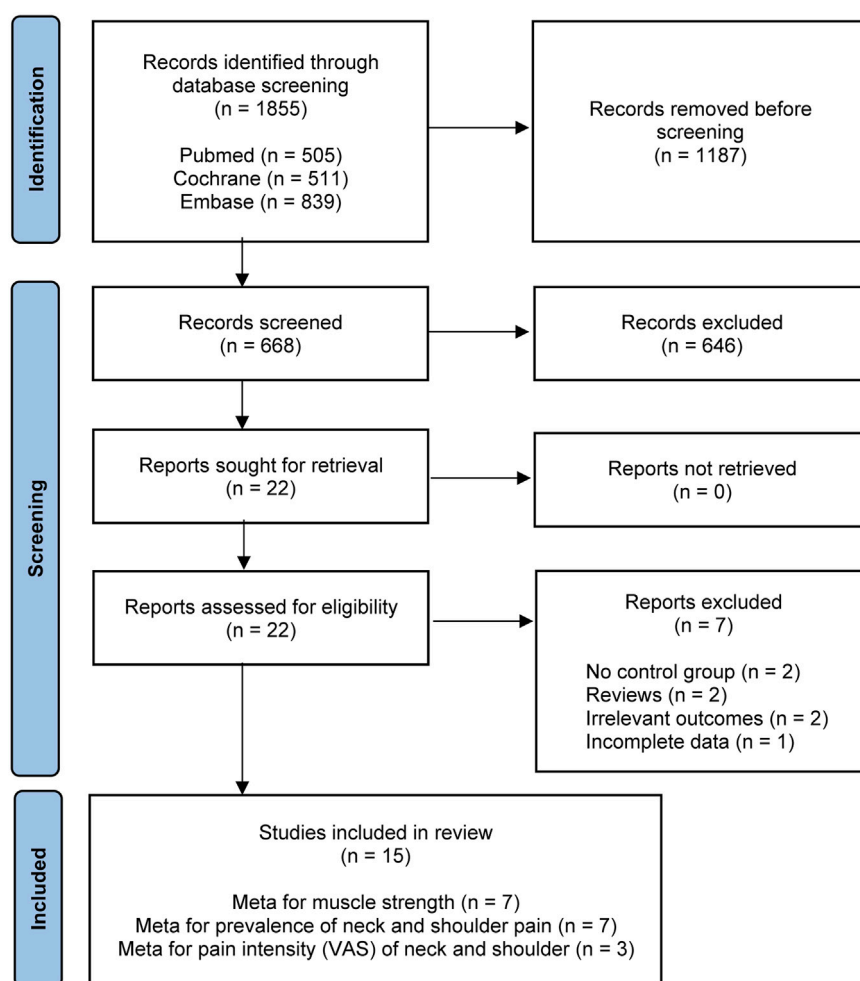 Identification
Records identified through
database screening
(n = 1855)
Pubmed (n = 505)
Cochrane (n = 511)
Embase (n = 839)
Records removed before
screening
(n = 1187)
Screening
Records screened
(n = 668)
Records excluded
(n = 646)
Reports sought for retrieval
(n = 22)
Reports not retrieved
(n = 0)
Reports assessed for eligibility
(n = 22)
Reports excluded
(n = 7)
No control group (n = 2)
Reviews (n = 2)
Irrelevant outcomes (n = 2)
Incomplete data (n = 1)
Included
Studies included in review
(n = 15)
Meta for muscle strength (n = 7)
Meta for prevalence of neck and shoulder pain (n = 7)
Meta for pain intensity (VAS) of neck and shoulder (n = 3)